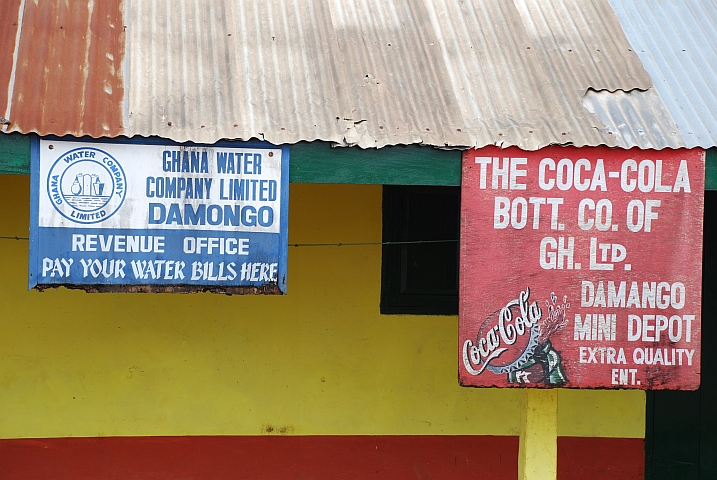 GHANA WATER COMPANY LIMITED
GHANA WATER
COMPANY LIMITED
DAMONGO
REVENUE OFFICE
PAY YOUR WATER BILLS HERE
THE COCA-COLA
BOTT. CO. OF
GH. LTD.
Coca-Cola
DAMANGO
MINI DEPOT
EXTRA QUALITY
ENT.